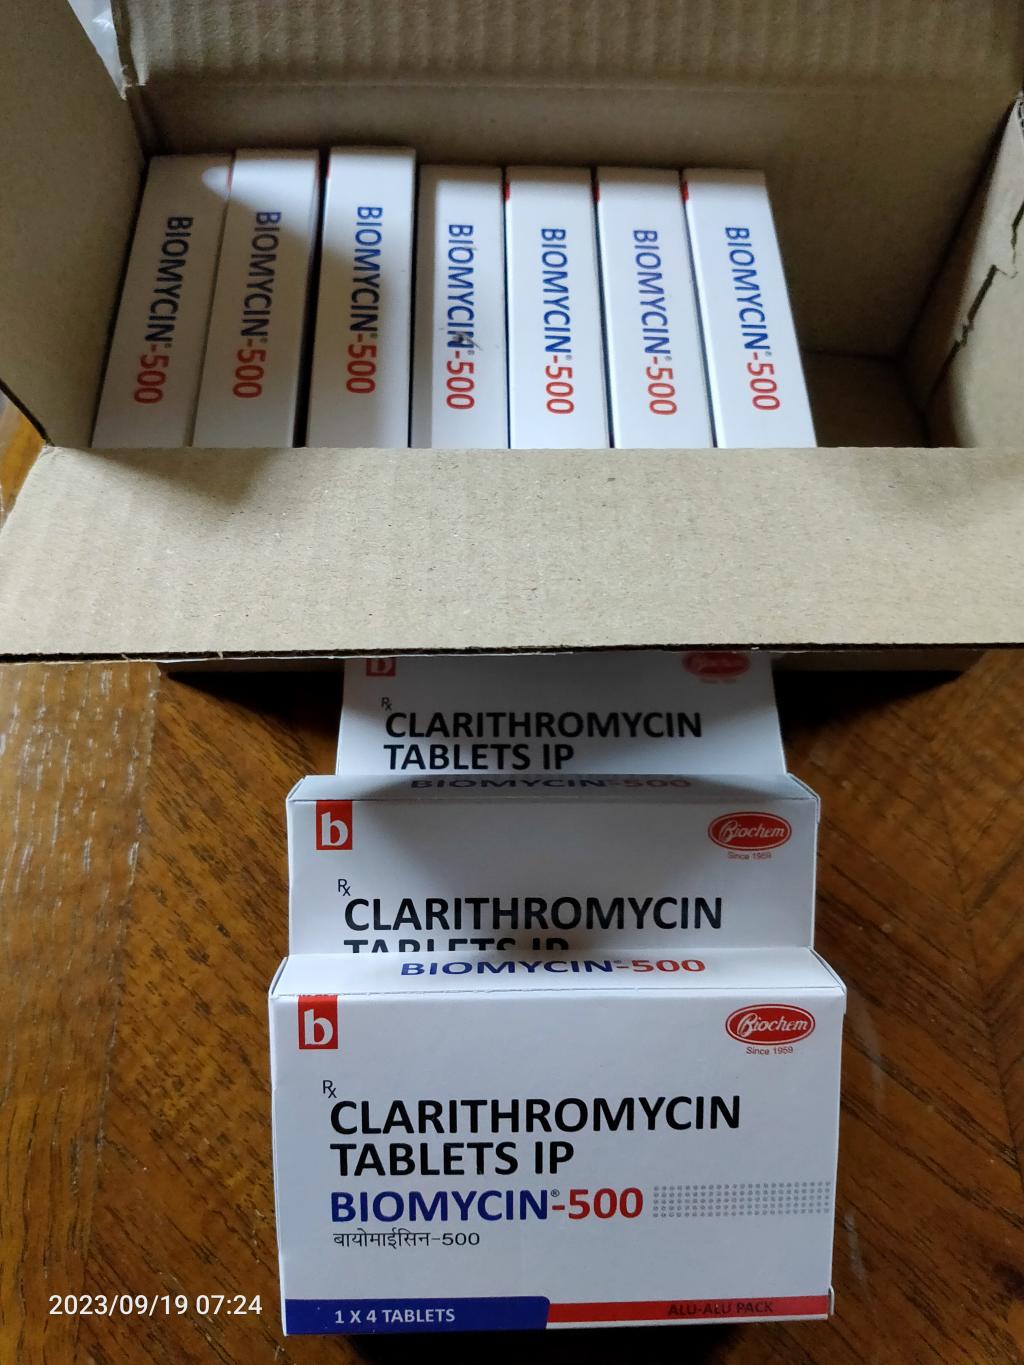 BIOMYCIN®-500
BIOMYCIN®-500
BIOMYCIN®-500
BIOMYCIN®-500
BIOMYCIN®-500
BIOMYCIN®-500
BIOMYCIN®-500
b
Biochem
Rx
CLARITHROMYCIN
TABLETS IP
BIOMYCIN®-500
b
Biochem
Since 1959
Rx
CLARITHROMYCIN
TABLETS IP
BIOMYCIN®-500
b
Biochem
Since 1959
Rx
CLARITHROMYCIN
TABLETS IP
BIOMYCIN®-500
बायोमाईसिन-500
1 X 4 TABLETS
ALU-ALU PACK
2023/09/19 07:24